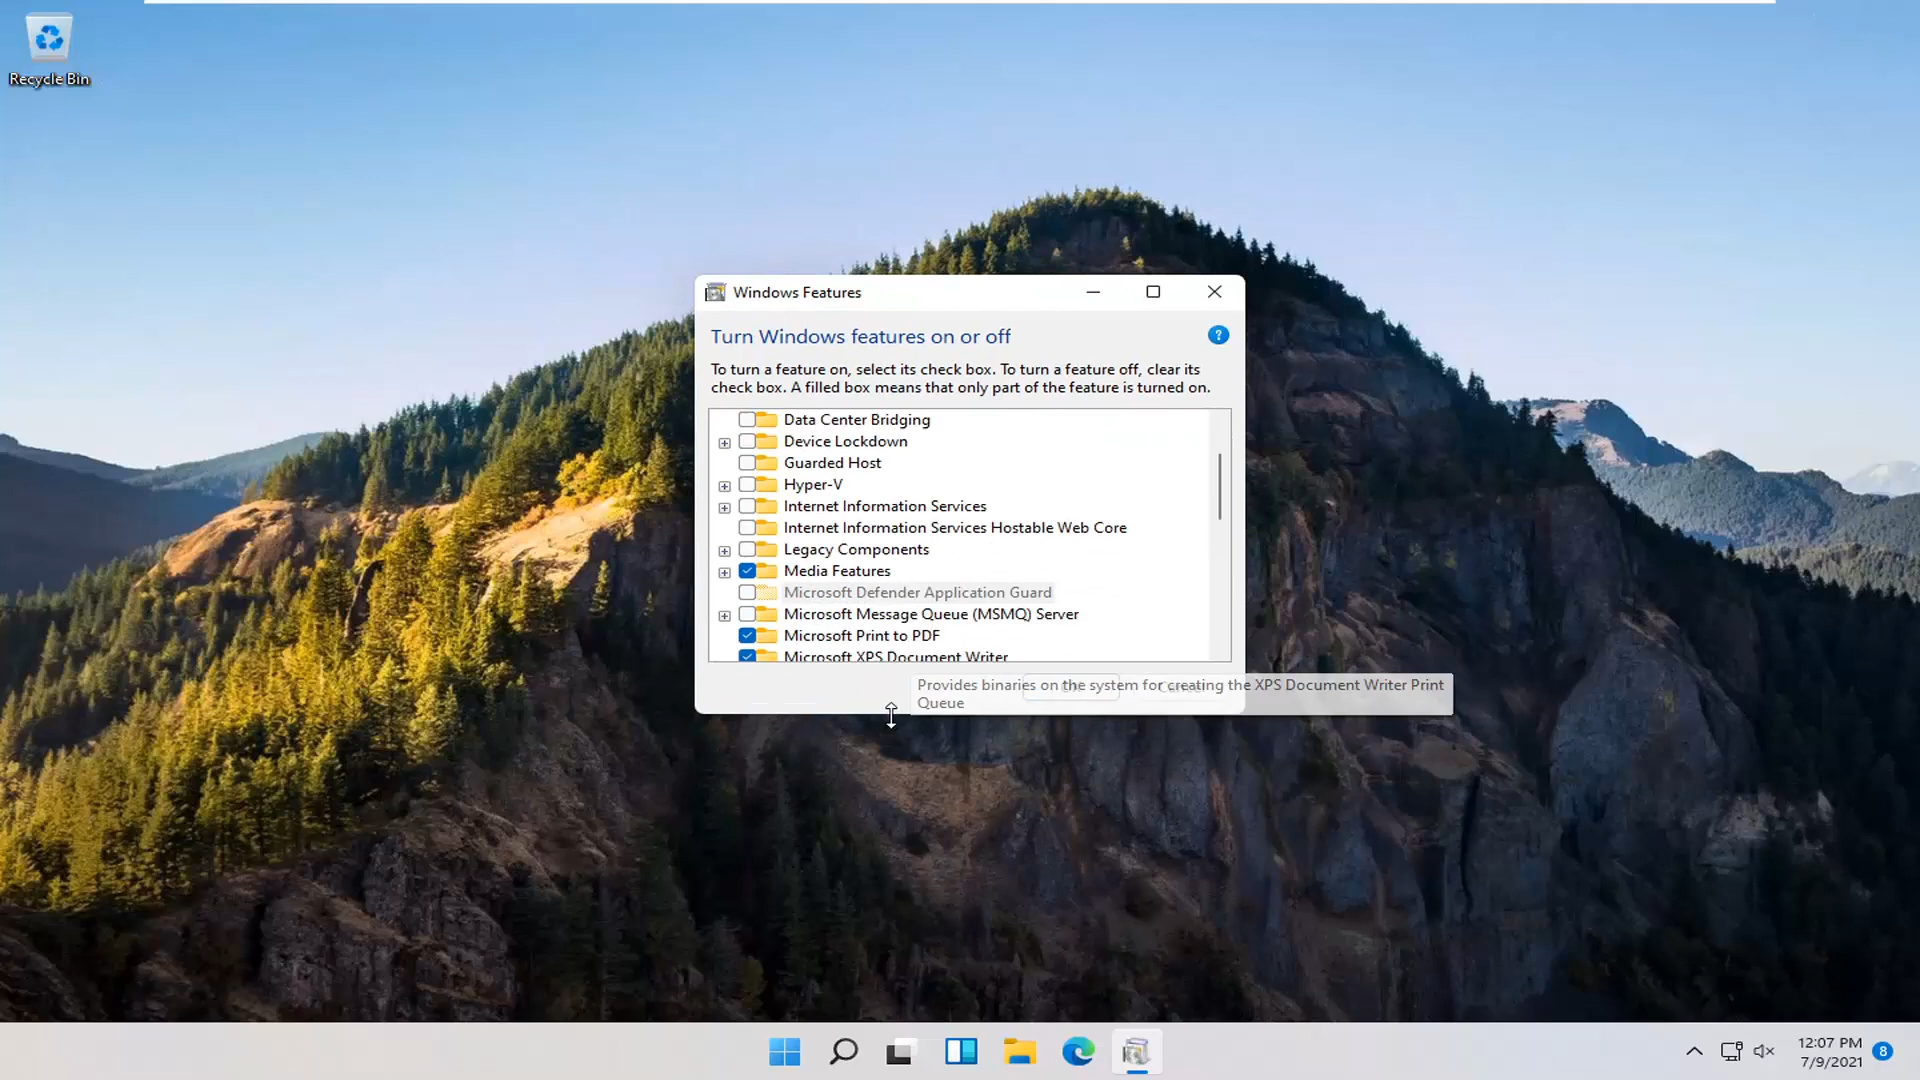 Recycle Bin
Windows Features
Turn Windows features on or off
?
To turn a feature on, select its check box. To turn a feature off, clear its
check box. A filled box means that only part of the feature is turned on.
Data Center Bridging
Device Lockdown
Guarded Host
Hyper-V
Internet Information Services
Internet Information Services Hostable Web Core
Legacy Components
Media Features
Microsoft Defender Application Guard
Microsoft Message Queue (MSMQ) Server
Microsoft Print to PDF
Microsoft XPS Document Writer
Provides binaries on the system for creating the XPS Document Writer Print
Queue
12:07 PM
7/9/2021
8